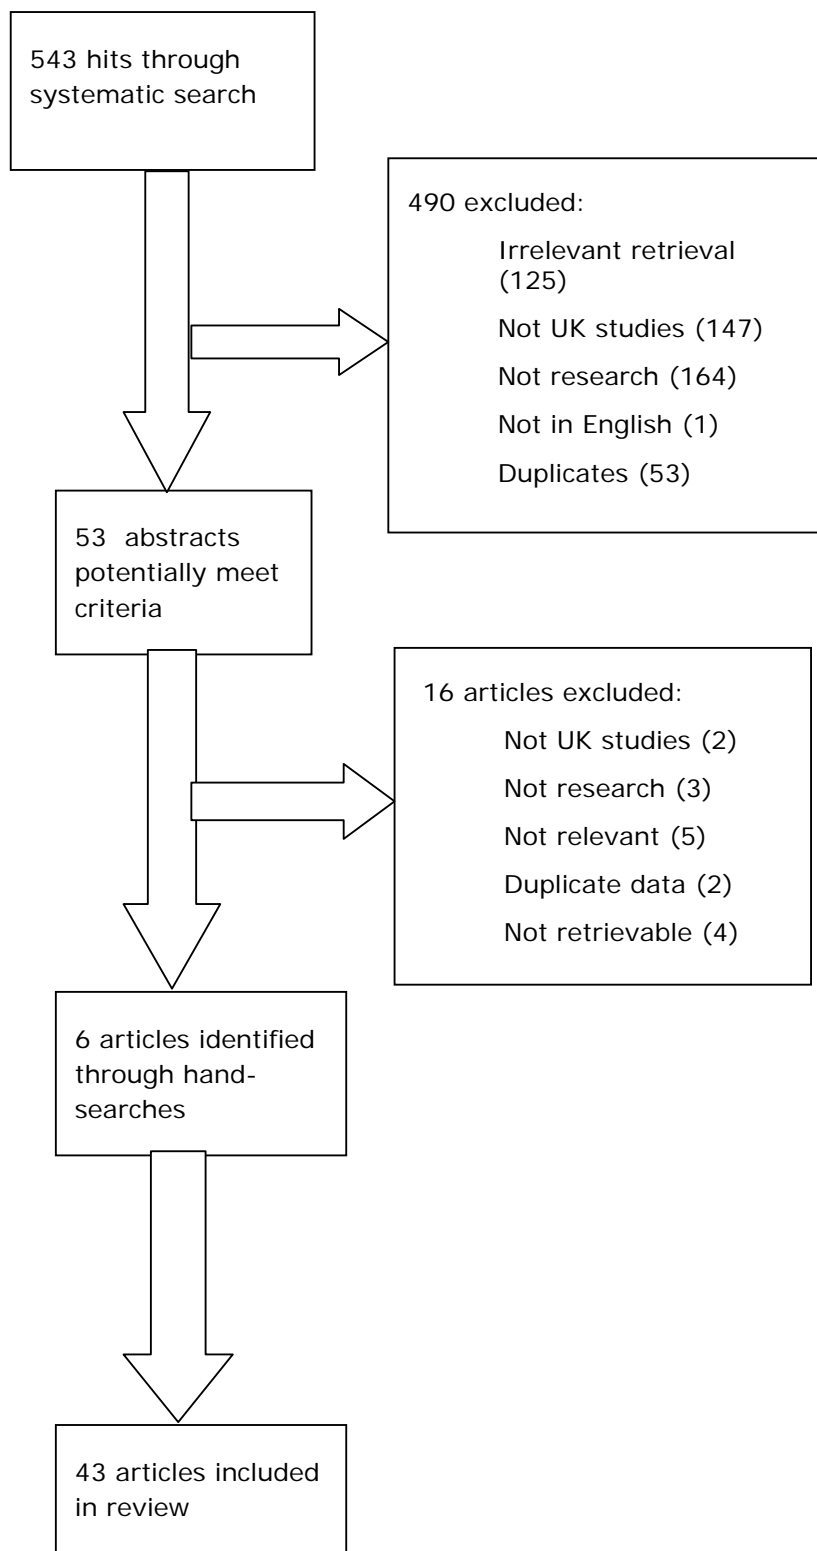 543 hits through
systematic search
490 excluded:
Irrelevant retrieval
(125)
Not UK studies (147)
Not research (164)
Not in English (1)
Duplicates (53)
53 abstracts
potentially meet
criteria
16 articles excluded:
Not UK studies (2)
Not research (3)
Not relevant (5)
Duplicate data (2)
Not retrievable (4)
6 articles identified
through hand-
searches
43 articles included
in review